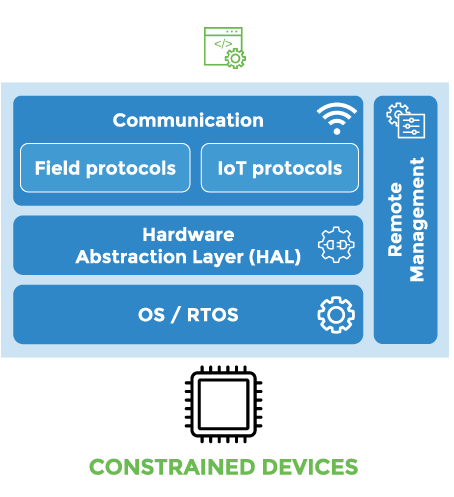 </>
Communication
Field protocols
IoT protocols
Hardware
Abstraction Layer (HAL)
OS / RTOS
Remote
Management
CONSTRAINED DEVICES